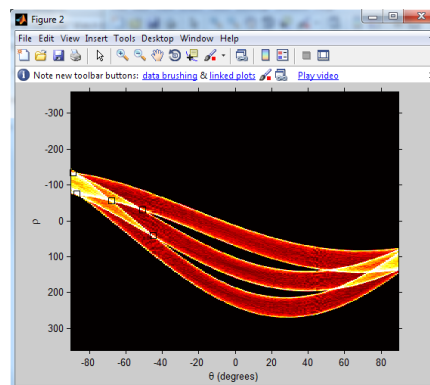 Figure 2
File Edit View Insert Tools Desktop Window Help
Note new toolbar buttons: data brushing & linked plots Play video
-300
-200
-100
0
100
200
300
ρ
-80 -60 -40 -20 0 20 40 60 80
θ (degrees)